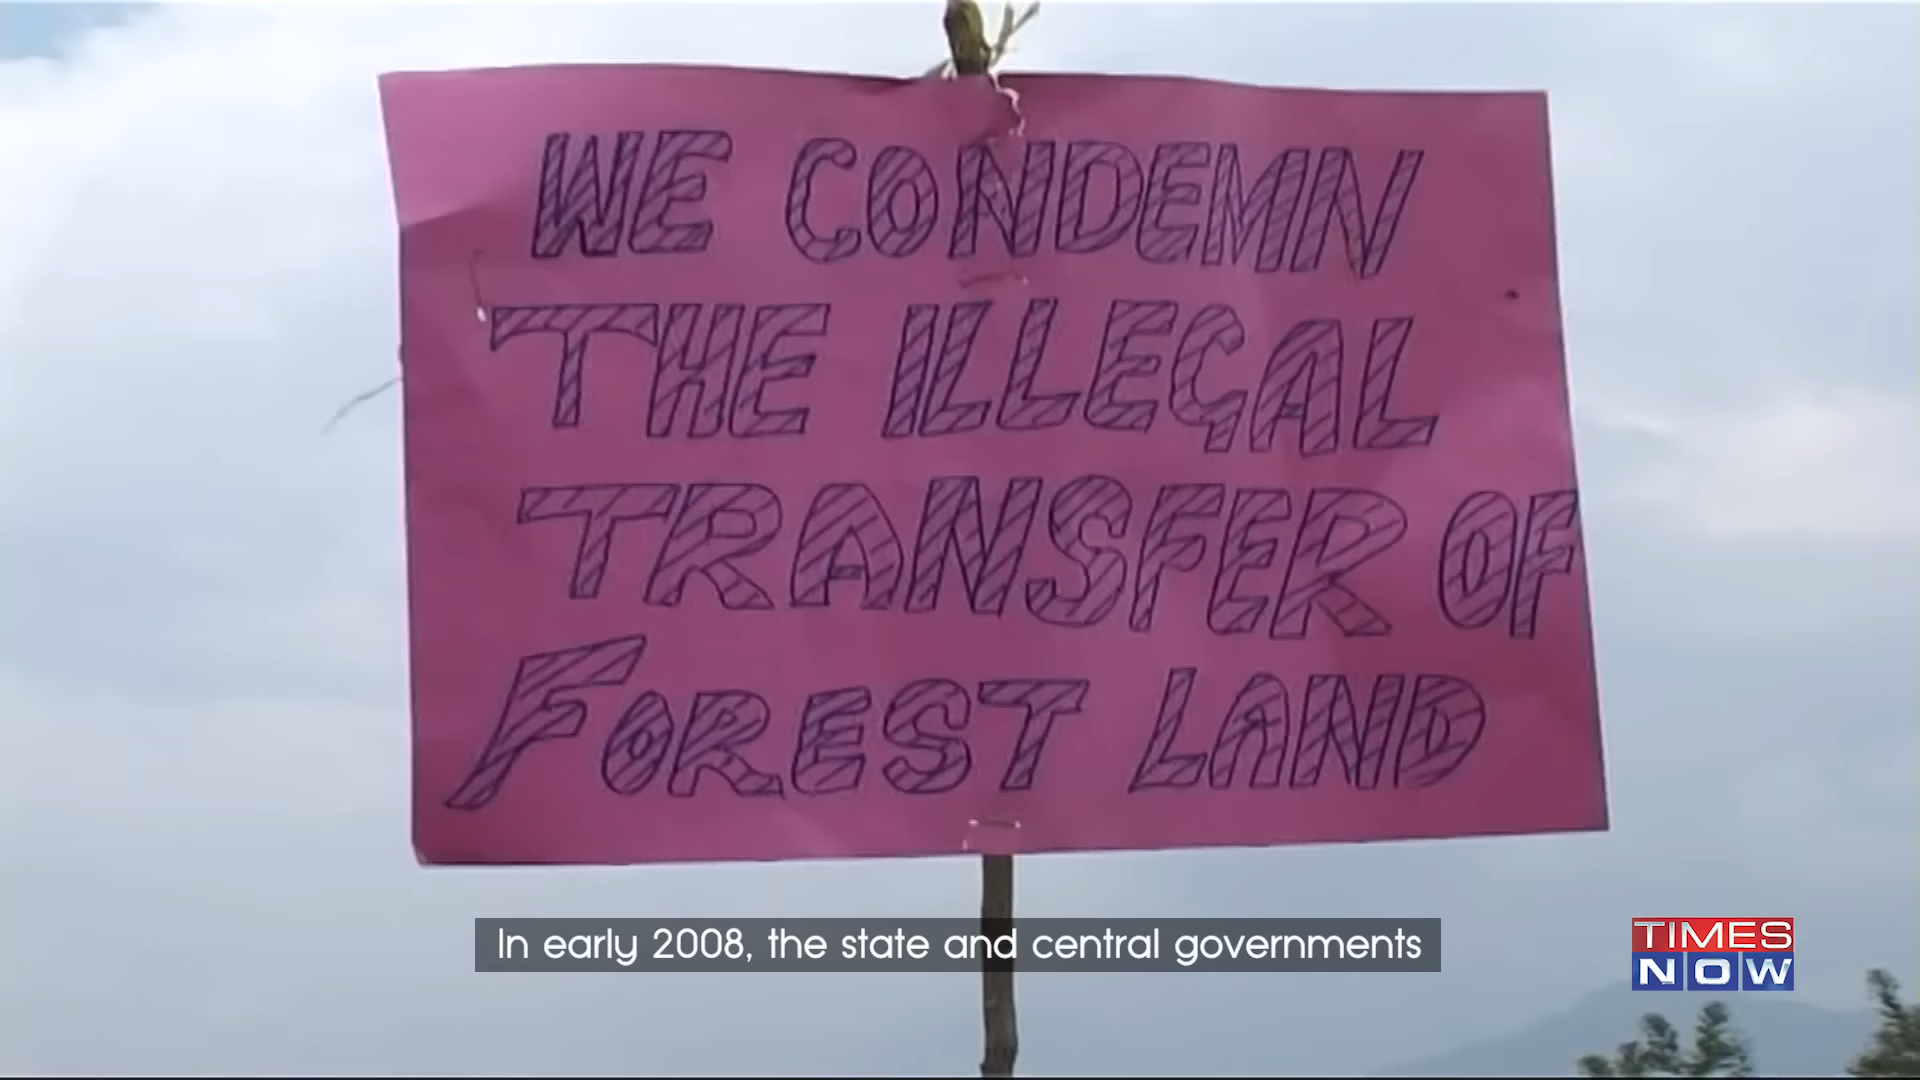 WE CONDEMN
THE ILLEGAL
TRANSFER OF
FOREST LAND
In early 2008, the state and central governments
TIMES
NOW